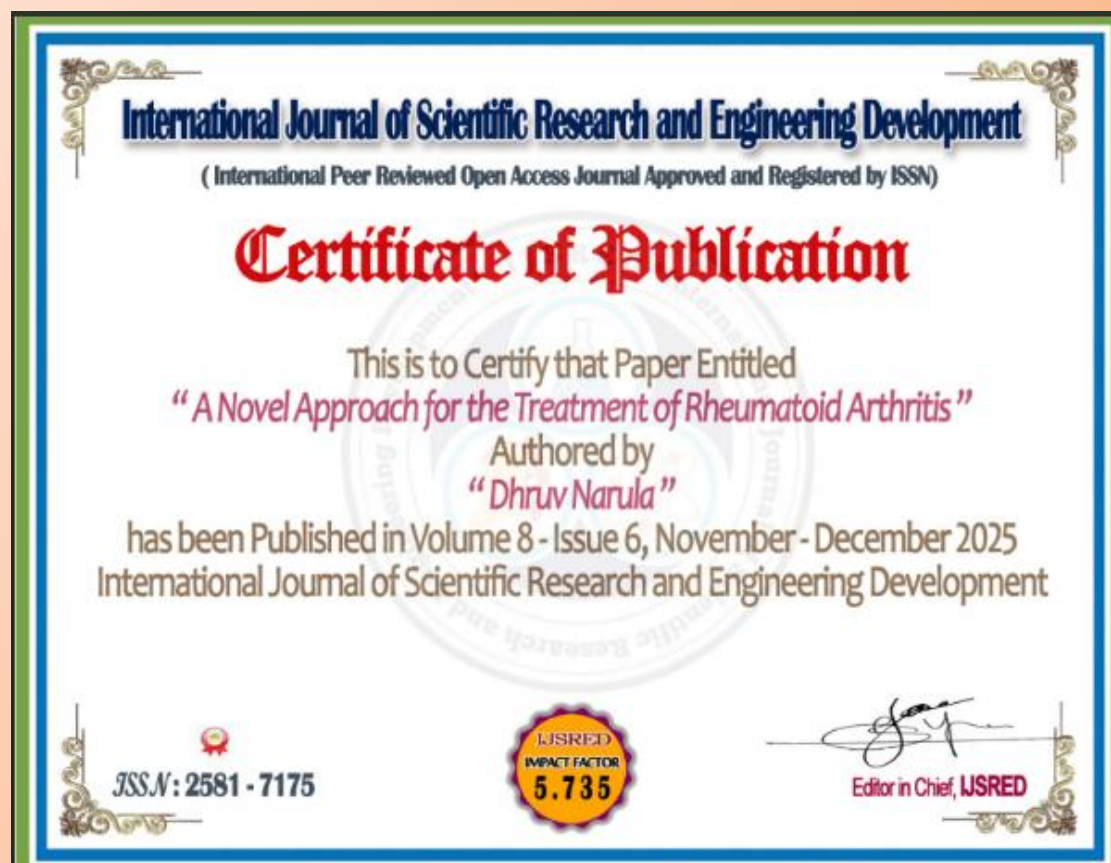 International Journal of Scientific Research and Engineering Development
( International Peer Reviewed Open Access Journal Approved and Registered by ISSN)
Certificate of Publication
This is to Certify that Paper Entitled
“ A Novel Approach for the Treatment of Rheumatoid Arthritis ”
Authored by
“ Dhruv Narula ”
has been Published in Volume 8 - Issue 6, November - December 2025
International Journal of Scientific Research and Engineering Development
ISSN : 2581 - 7175
IJSRED
IMPACT FACTOR
5.735
Editor in Chief, IJSRED